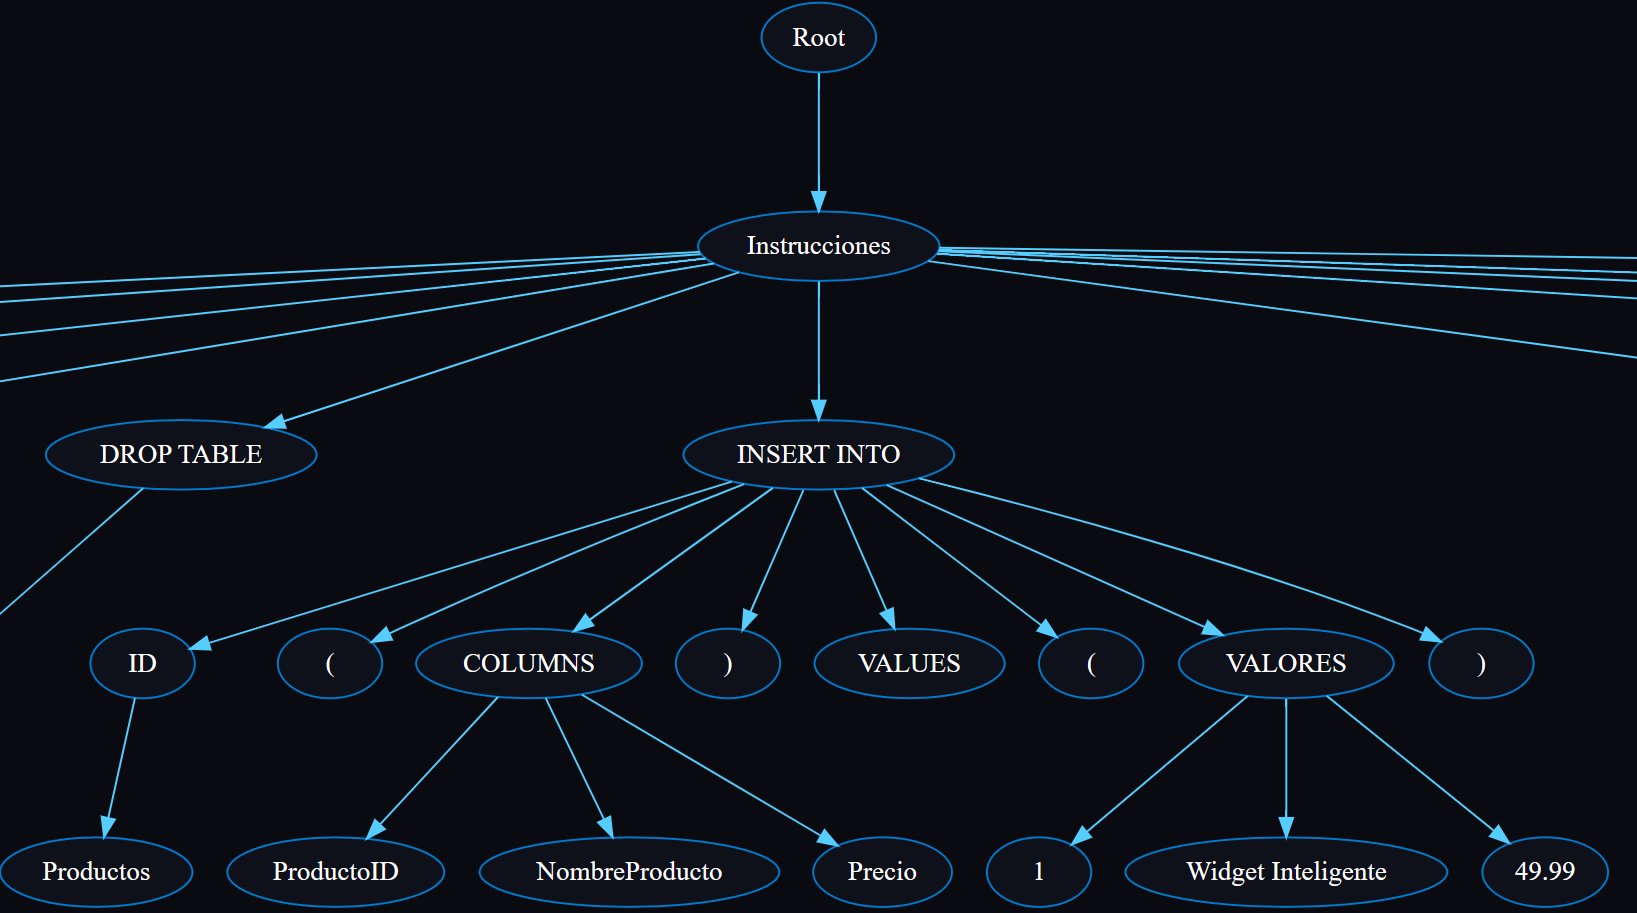 Root
Instrucciones
DROP TABLE
INSERT INTO
ID
(
COLUMNS
)
VALUES
(
VALORES
)
Productos
ProductoID
NombreProducto
Precio
1
Widget Inteligente
49.99